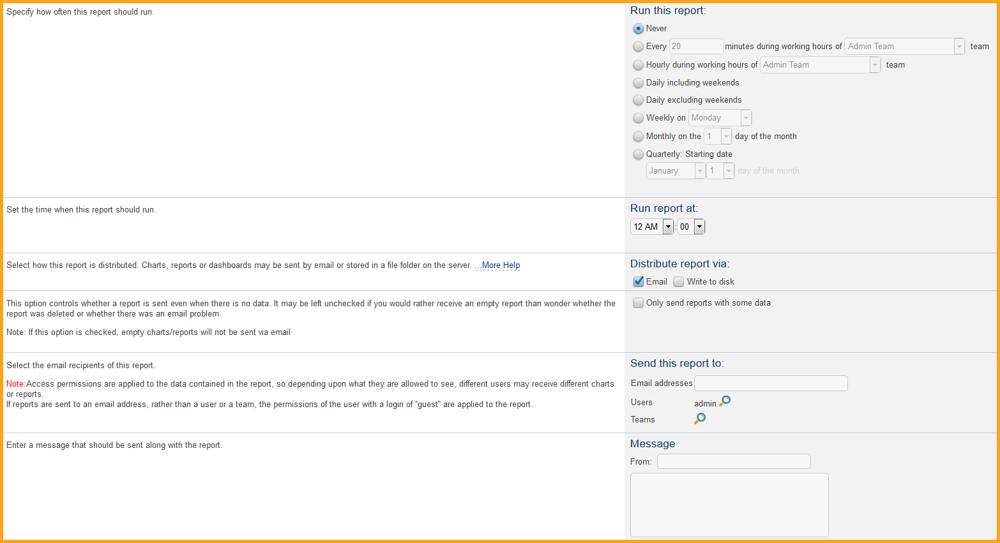 Specify how often this report should run.
Run this report:
Never
Every 20 minutes during working hours of Admin Team team
Hourly during working hours of Admin Team team
Daily including weekends
Daily excluding weekends
Weekly on Monday
Monthly on the 1 day of the month
Quarterly: Starting date
January 1 day of the month
Set the time when this report should run.
Run report at:
12 AM : 00
Select how this report is distributed. Charts, reports or dashboards may be sent by email or stored in a file folder on the server. ...More Help
Distribute report via:
Email Write to disk
This option controls whether a report is sent even when there is no data. It may be left unchecked if you would rather receive an empty report than wonder whether the
report was deleted or whether there was an email problem.
Note: If this option is checked, empty charts/reports will not be sent via email
Only send reports with some data
Select the email recipients of this report.
Note:Access permissions are applied to the data contained in the report, so depending upon what they are allowed to see, different users may receive different charts
or reports.
If reports are sent to an email address, rather than a user or a team, the permissions of the user with a login of “guest” are applied to the report.
Send this report to:
Email addresses
Users admin
Teams
Enter a message that should be sent along with the report.
Message
From: